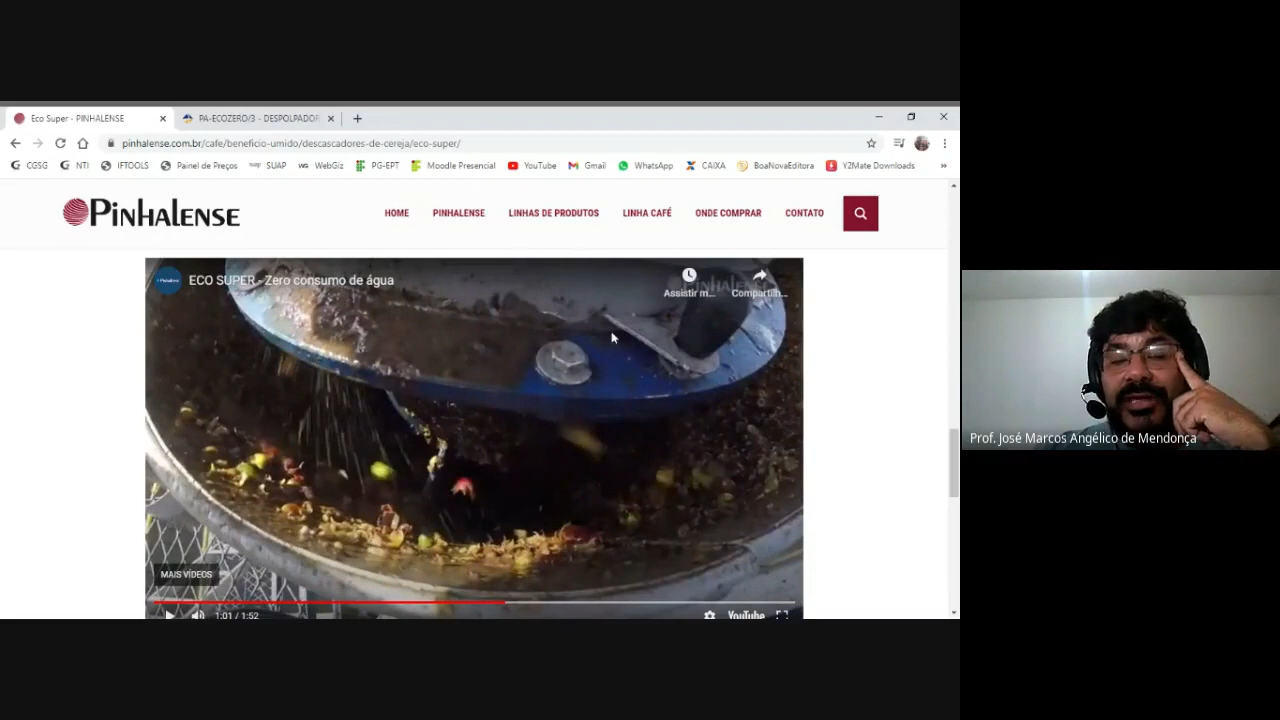 Eco Super - PINHALENSE
PA-ECOZERO/3 - DESPOLPADOR
pinhalense.com.br/cafe/beneficio-umido/descascadores-de-cereja/eco-super/
CGSG NTI IFTOOLS Painel de Preços SUAP WebGiz PG-EPT Moodle Presencial YouTube Gmail WhatsApp CAIXA BoaNovaEditora Y2Mate Downloads »
PINHALENSE
HOME PINHALENSE LINHAS DE PRODUTOS LINHA CAFÉ ONDE COMPRAR CONTATO
ECO SUPER - Zero consumo de água
Assistir m... Compartilh...
PINHALENSE
Prof. José Marcos Angélico de Mendonça
MAIS VÍDEOS
1:01 / 1:52
YouTube